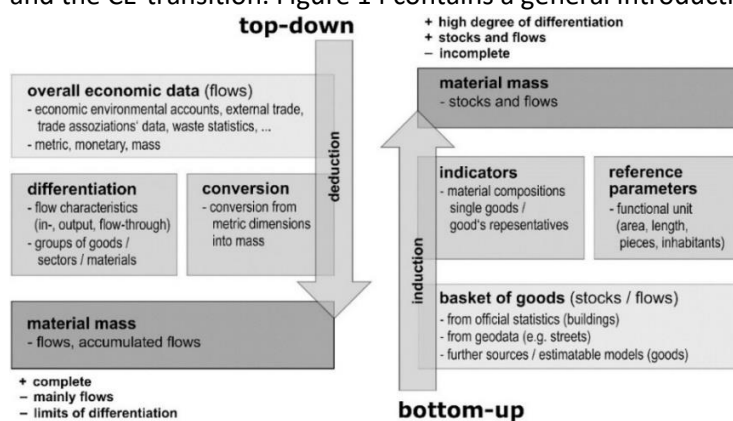 and the CE-transition. Figure 14 contains a general introducti
top-down
overall economic data (flows)
- economic environmental accounts, external trade,
trade assoziations' data, waste statistics, ...
- metric, monetary, mass
differentiation
- flow characteristics
(in-, output, flow-through)
- groups of goods /
sectors / materials
conversion
- conversion from
metric dimensions
into mass
deduction
material mass
- flows, accumulated flows
+ complete
– mainly flows
– limits of differentiation
+ high degree of differentiation
+ stocks and flows
– incomplete
material mass
- stocks and flows
indicators
- material compositions
single goods /
good's repesentatives
reference
parameters
- functional unit
(area, length,
pieces, inhabitants)
induction
basket of goods (stocks / flows)
- from official statistics (buildings)
- from geodata (e.g. streets)
- further sources / estimatable models (goods)
bottom-up